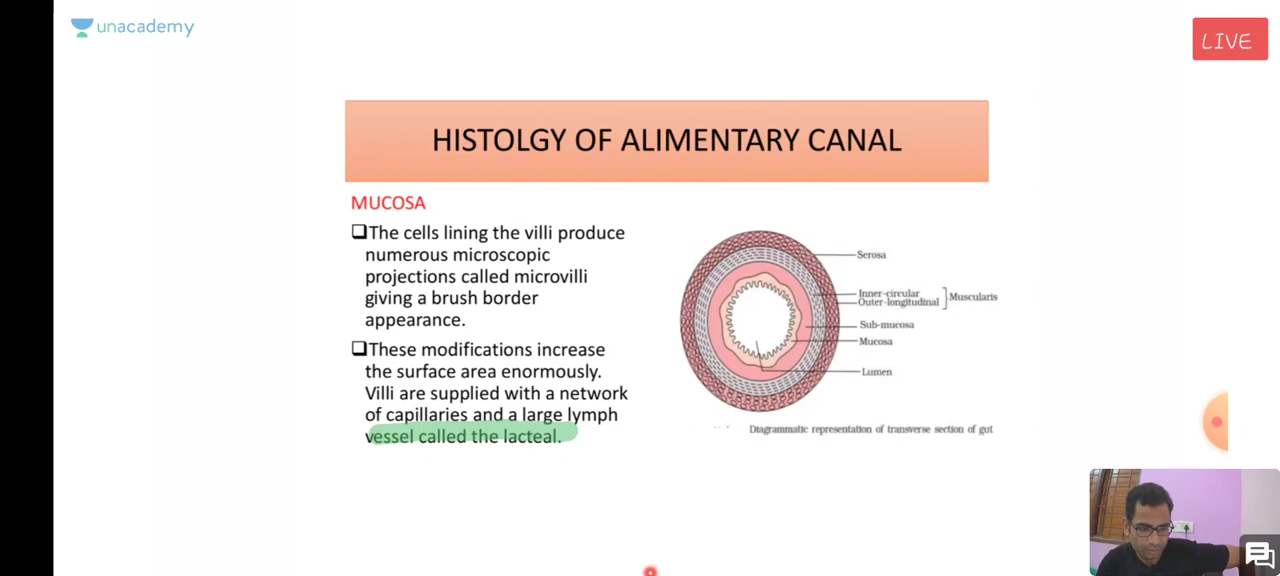 unacademy
LIVE
HISTOLGY OF ALIMENTARY CANAL
MUCOSA
The cells lining the villi produce
numerous microscopic
projections called microvilli
giving a brush border
appearance.
These modifications increase
the surface area enormously.
Villi are supplied with a network
of capillaries and a large lymph
vessel called the lacteal.
Serosa
Inner-circular
Outer-longitudinal
Muscularis
Sub-mucosa
Mucosa
Lumen
Diagrammatic representation of transverse section of gut